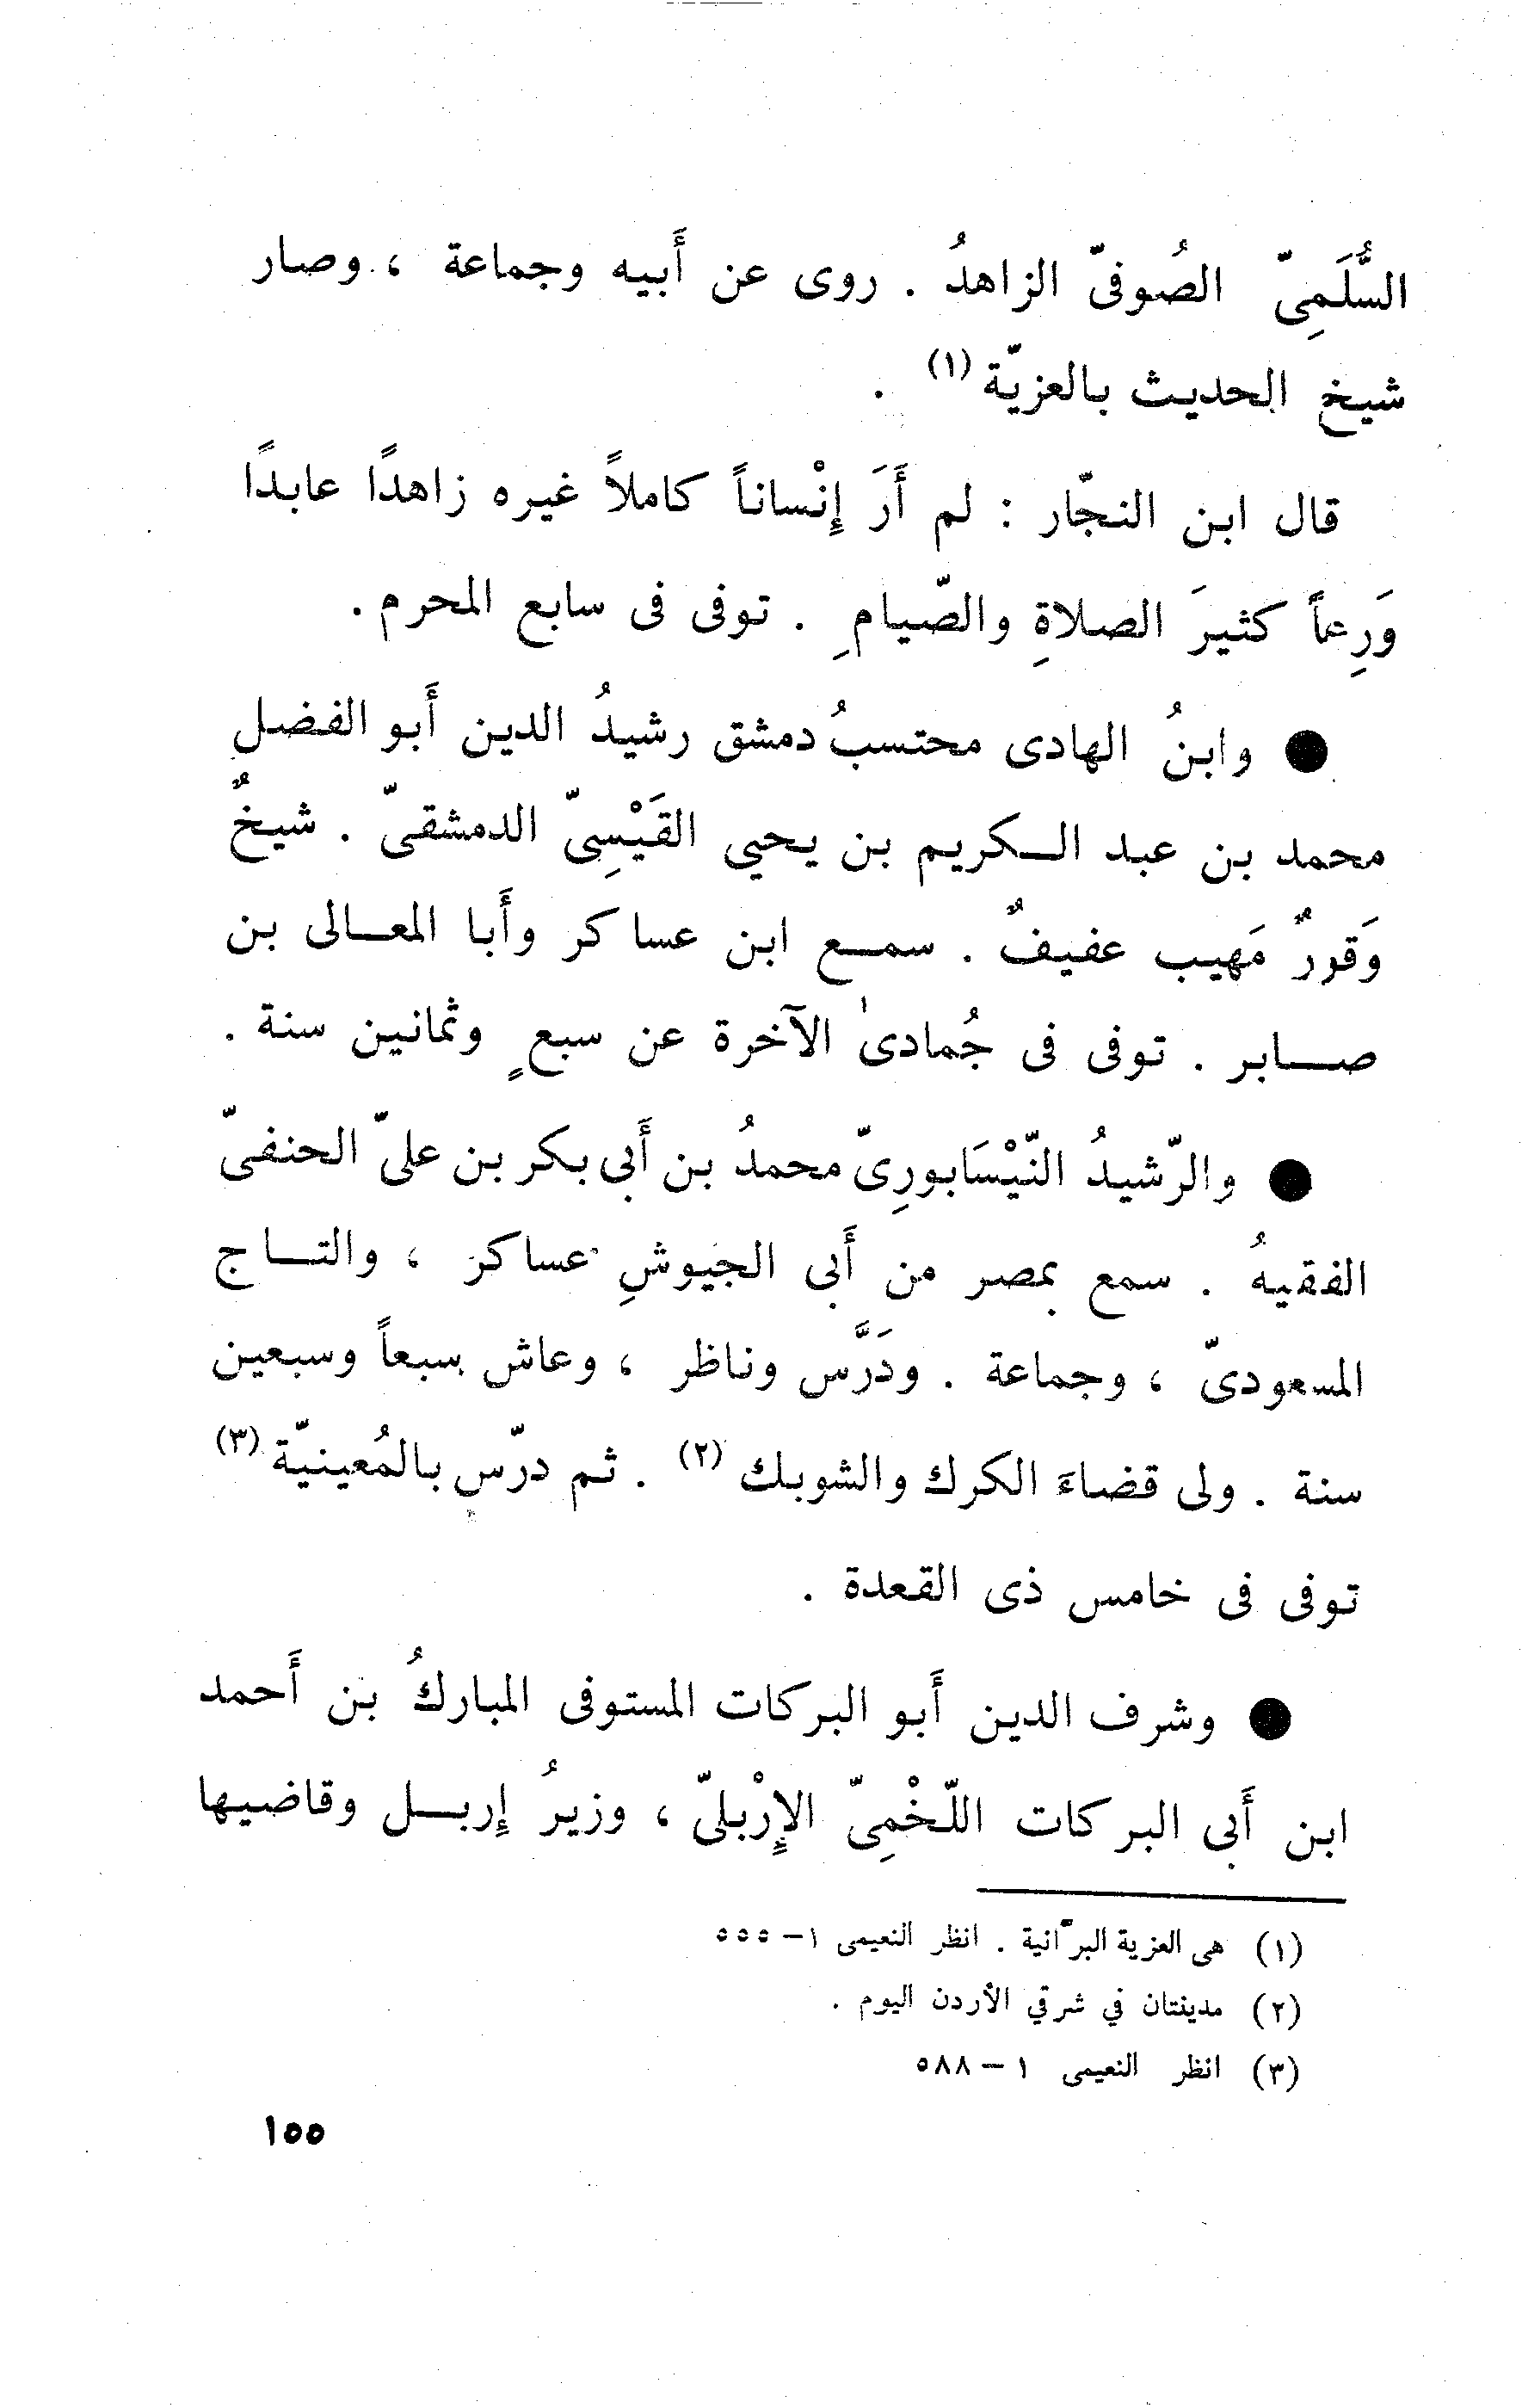 السُّلَمِىّ الصُوفىّ الزاهدُ . روى عن أَبيه وجماعة ، وصار
شيخ الحديث بالعزيّة (١) .
قال ابن النجّار : لم أَرَ إِنْساناً كاملاً غيره زاهدًا عابدًا
وَرِعاً كثيرَ الصلاةِ والصّيامِ . توفى فى سابع المحرم .
● وابنُ الهادى محتسبُ دمشق رشيدُ الدين أَبو الفضل
محمد بن عبد الكريم بن يحيي القَيْسِىّ الدمشقىّ . شيخٌ
وَقورٌ مَهيب عفيفٌ . سمع ابن عساكر وأَبا المعالى بن
صابر . توفى فى جُمادىٰ الآخرة عن سبعٍ وثمانين سنة .
● والرّشيدُ النّيْسَابورِىّ محمدُ بن أَبى بكر بن علىّ الحنفىّ
الفقيهُ . سمع بمصر من أَبى الجيوشِ عساكر ، والتاج
المسعودىّ ، وجماعة . ودَرَّس وناظر ، وعاش سبعاً وسبعين
سنة . ولى قضاءَ الكرك والشوبك (٢) . ثم درّس بالمُعينيّة (٣)
توفى فى خامس ذى القعدة .
● وشرف الدين أَبو البركات المستوفى المباركُ بن أَحمد
ابن أَبى البركات اللّخْمِىّ الإِرْبلىّ ، وزيرُ إِربل وقاضيها
(١) هى العزية البرّانية . انظر النعيمى ١ – ٥٥٥
(٢) مدينتان في شرقي الأردن اليوم .
(٣) انظر النعيمى ١ – ٥٨٨
١٥٥